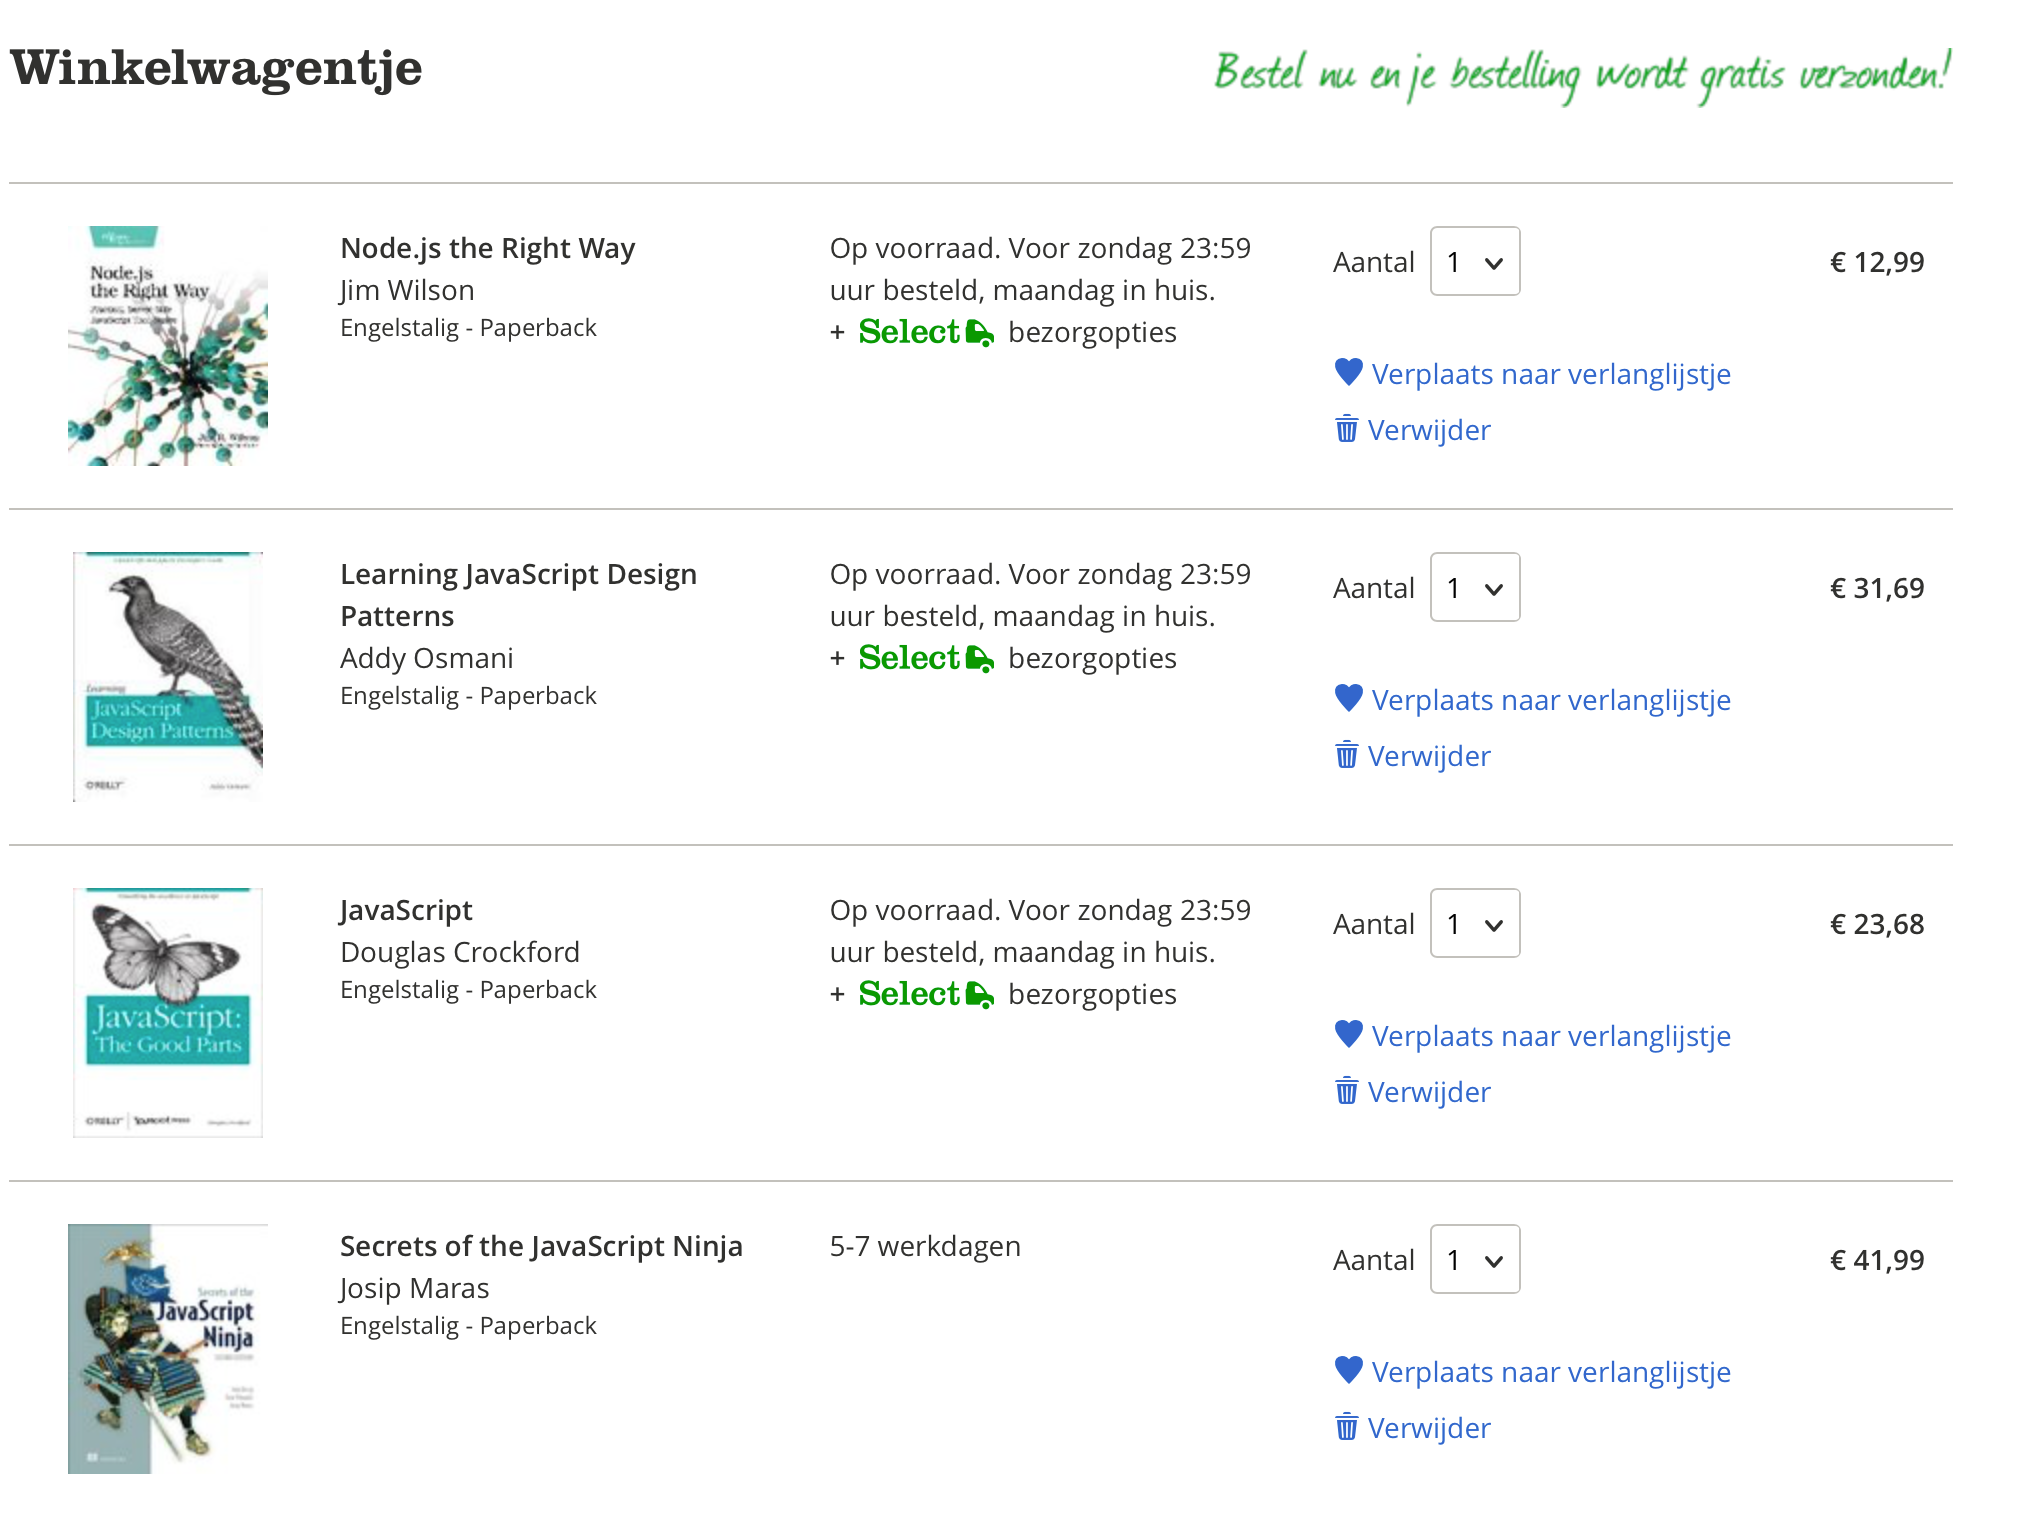 Winkelwagentje
Bestel nu en je bestelling wordt gratis verzonden!
Node.js
the Right Way
Node.js the Right Way
Jim Wilson
Engelstalig - Paperback
Op voorraad. Voor zondag 23:59
uur besteld, maandag in huis.
+ Select bezorgopties
Aantal 1
€ 12,99
Verplaats naar verlanglijstje
Verwijder
Learning
JavaScript
Design Patterns
O'REILLY
Learning JavaScript Design
Patterns
Addy Osmani
Engelstalig - Paperback
Op voorraad. Voor zondag 23:59
uur besteld, maandag in huis.
+ Select bezorgopties
Aantal 1
€ 31,69
Verplaats naar verlanglijstje
Verwijder
JavaScript:
The Good Parts
O'REILLY
JavaScript
Douglas Crockford
Engelstalig - Paperback
Op voorraad. Voor zondag 23:59
uur besteld, maandag in huis.
+ Select bezorgopties
Aantal 1
€ 23,68
Verplaats naar verlanglijstje
Verwijder
Secrets of the
JavaScript
Ninja
Secrets of the JavaScript Ninja
Josip Maras
Engelstalig - Paperback
5-7 werkdagen
Aantal 1
€ 41,99
Verplaats naar verlanglijstje
Verwijder